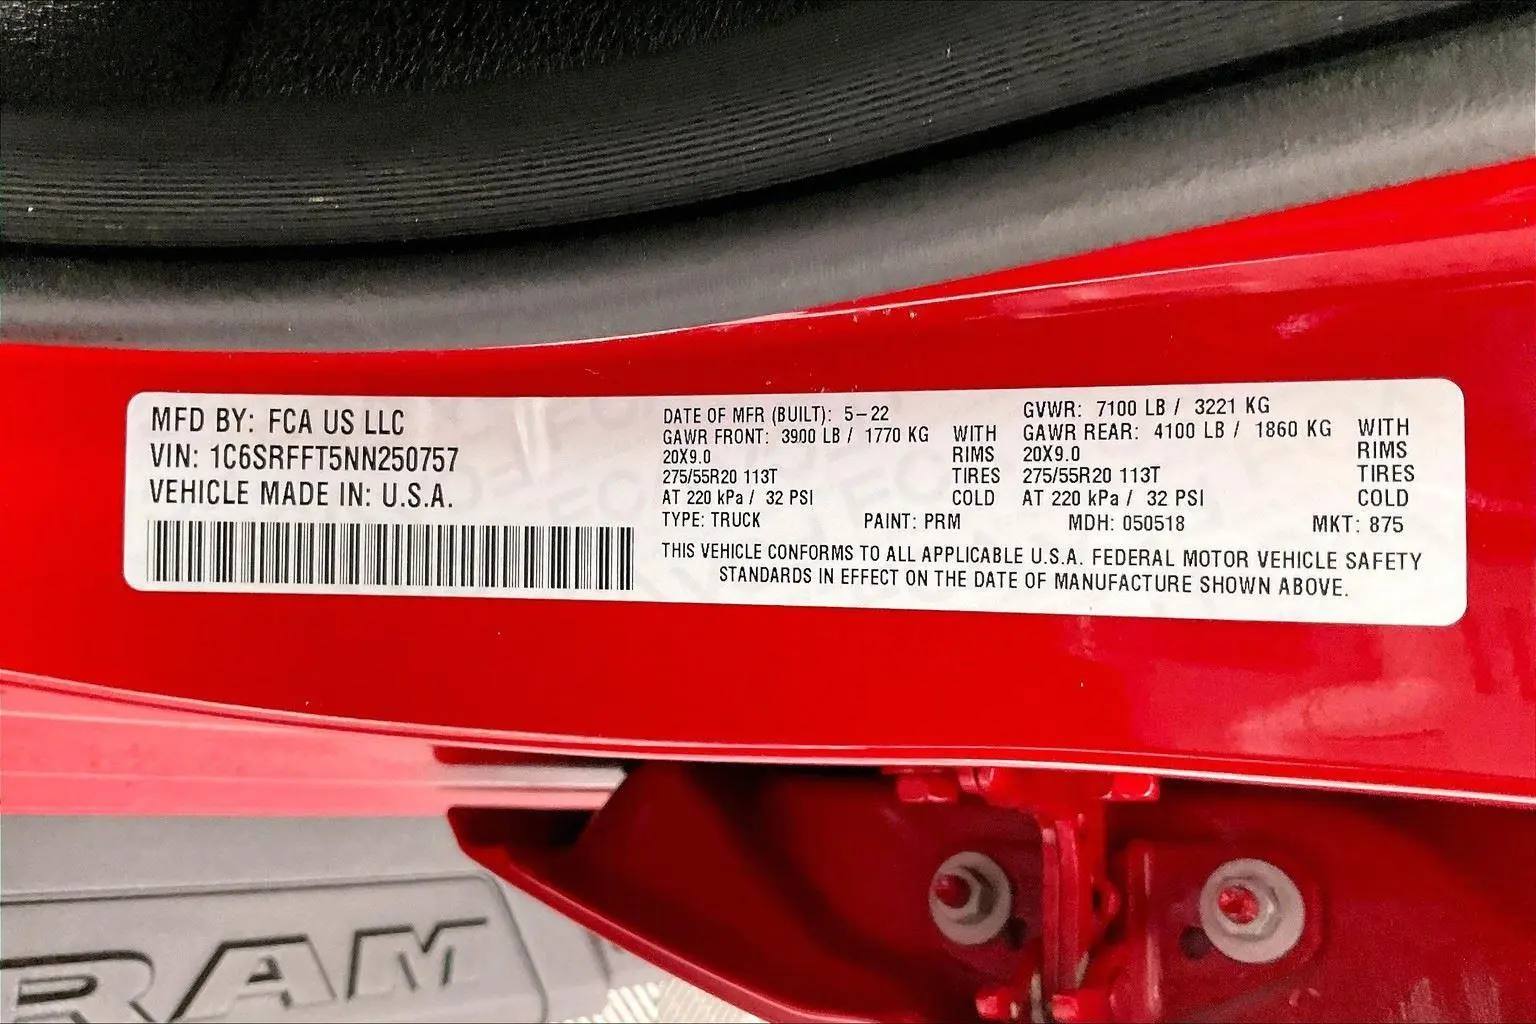 MFD BY: FCA US LLC
VIN: 1C6SRFFT5NN250757
VEHICLE MADE IN: U.S.A.
DATE OF MFR (BUILT): 5-22
GAWR FRONT: 3900 LB / 1770 KG WITH
20X9.0 RIMS
275/55R20 113T TIRES
AT 220 kPa / 32 PSI COLD
GVWR: 7100 LB / 3221 KG
GAWR REAR: 4100 LB / 1860 KG WITH
20X9.0 RIMS
275/55R20 113T TIRES
AT 220 kPa / 32 PSI COLD
TYPE: TRUCK PAINT: PRM MDH: 050518 MKT: 875
THIS VEHICLE CONFORMS TO ALL APPLICABLE U.S.A. FEDERAL MOTOR VEHICLE SAFETY
STANDARDS IN EFFECT ON THE DATE OF MANUFACTURE SHOWN ABOVE.
RAM